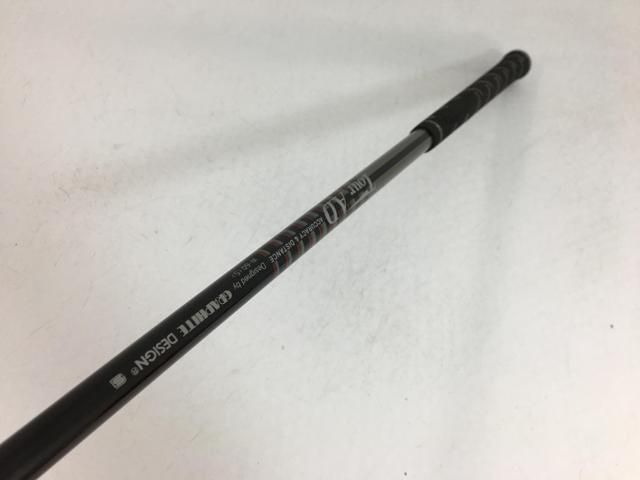 Tour AD
ACCURACY & DISTANCE
Designed by
GRAPHITE DESIGN®